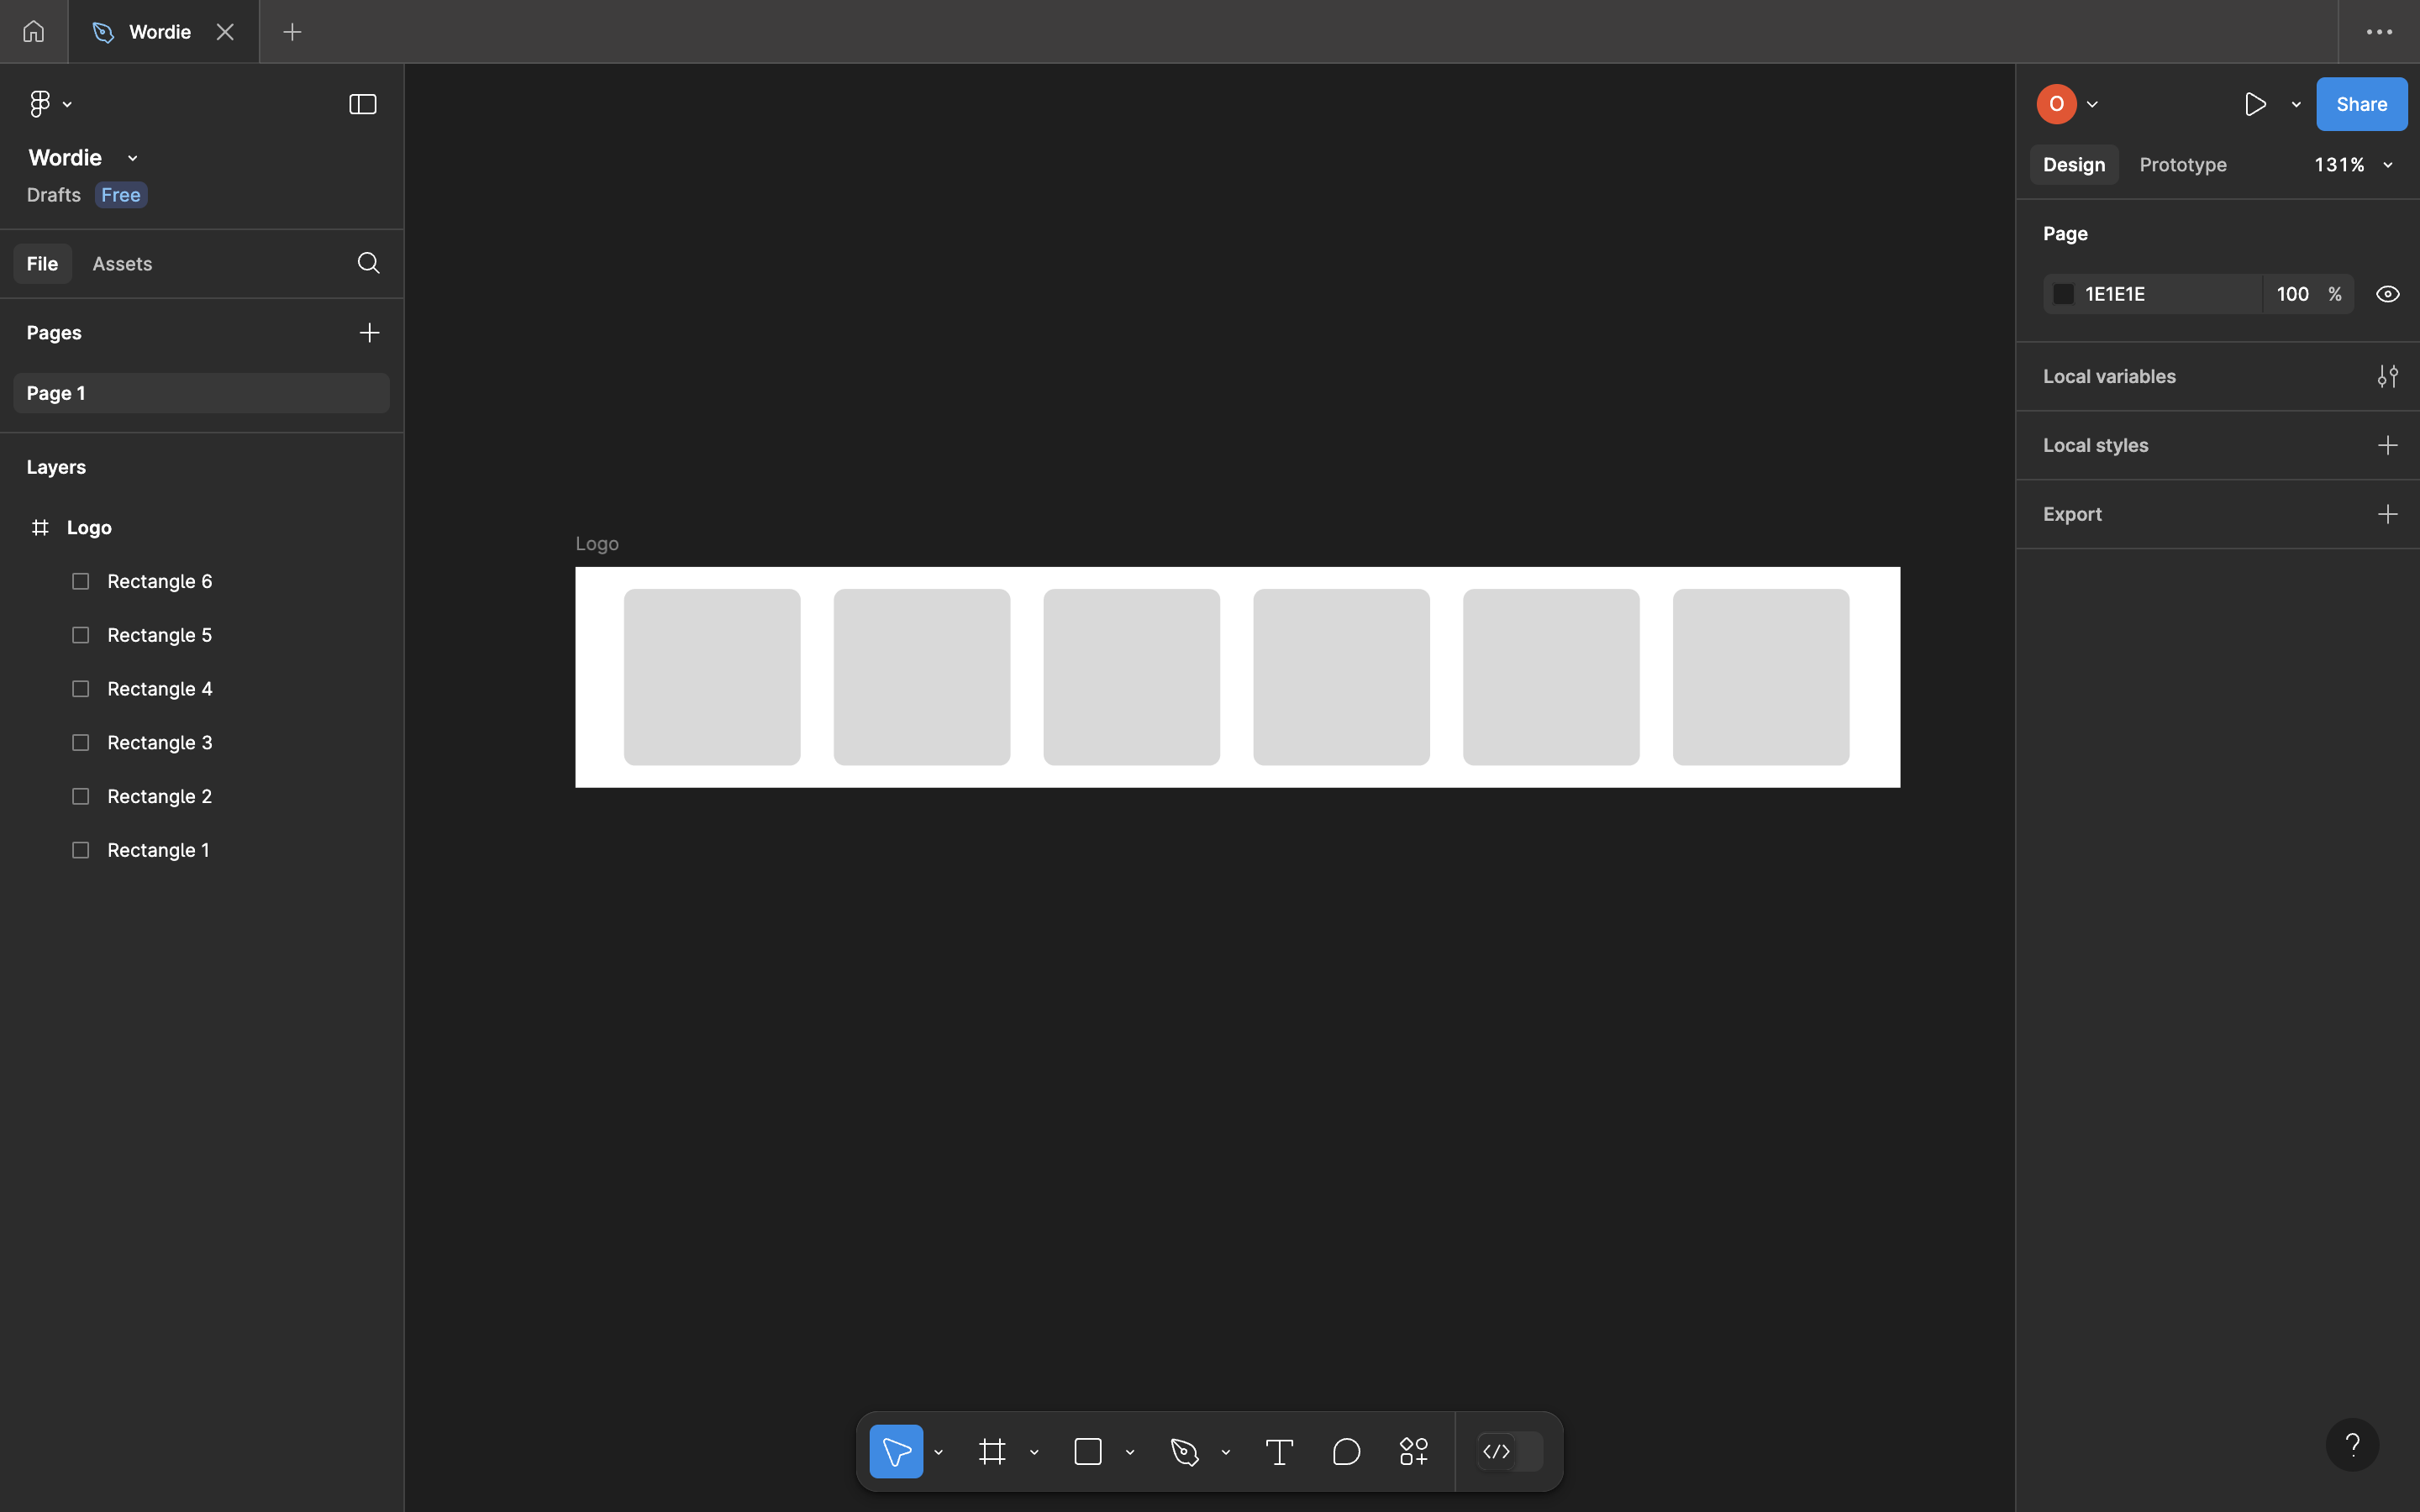 Wordie
Wordie
Drafts Free
File Assets
Pages
Page 1
Layers
Logo
Rectangle 6
Rectangle 5
Rectangle 4
Rectangle 3
Rectangle 2
Rectangle 1
Logo
O Share
Design Prototype 131%
Page
1E1E1E 100 %
Local variables
Local styles
Export
?